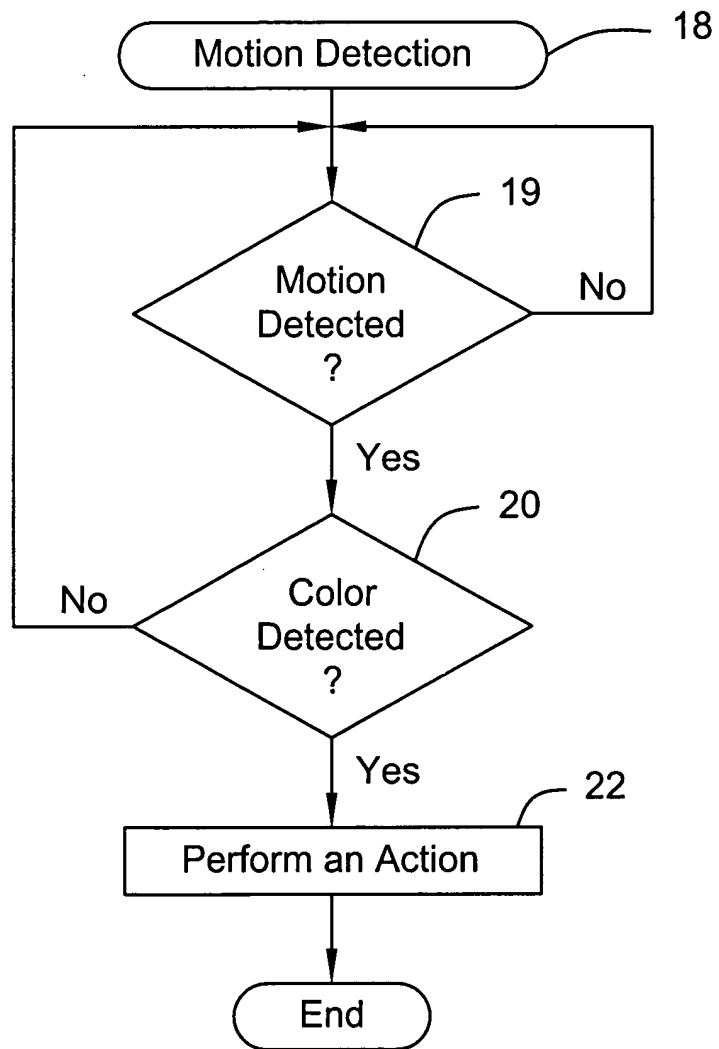 Motion Detection
18
19
Motion
Detected
?
No
Yes
20
No
Color
Detected
?
Yes
22
Perform an Action
End